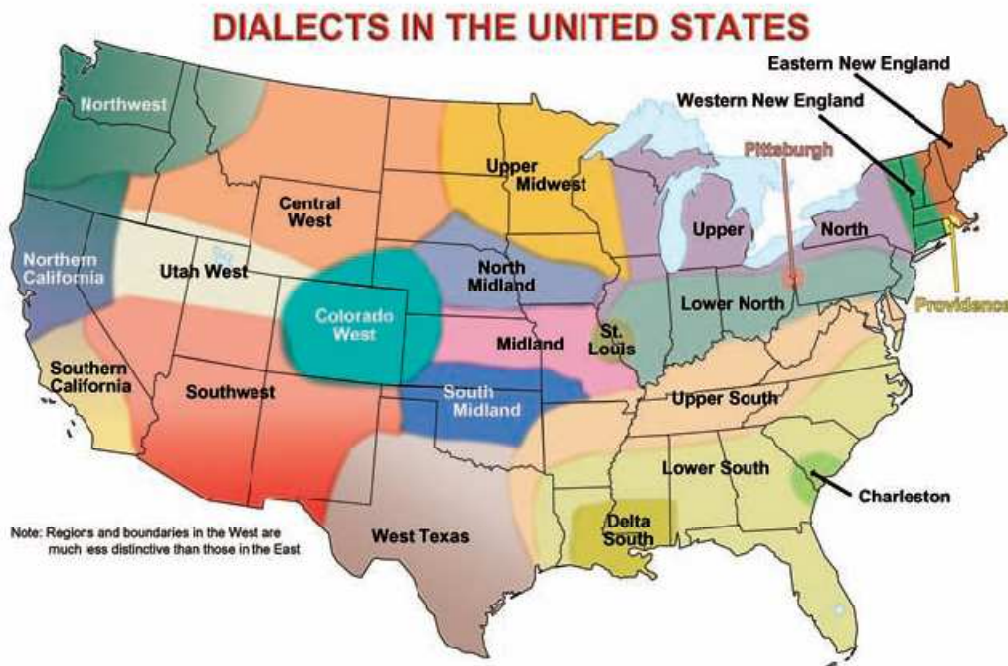 DIALECTS IN THE UNITED STATES
Eastern New England
Western New England
Northwest
Pittsburgh
Upper
Midwest
Central
West
Upper
North
Northern
California
Utah West
North
Midland
Lower North
Providence
Colorado
West
Midland
St.
Louis
Southern
California
Southwest
South
Midland
Upper South
Lower South
Charleston
Note: Regions and boundaries in the West are
much less distinctive than those in the East
West Texas
Delta
South